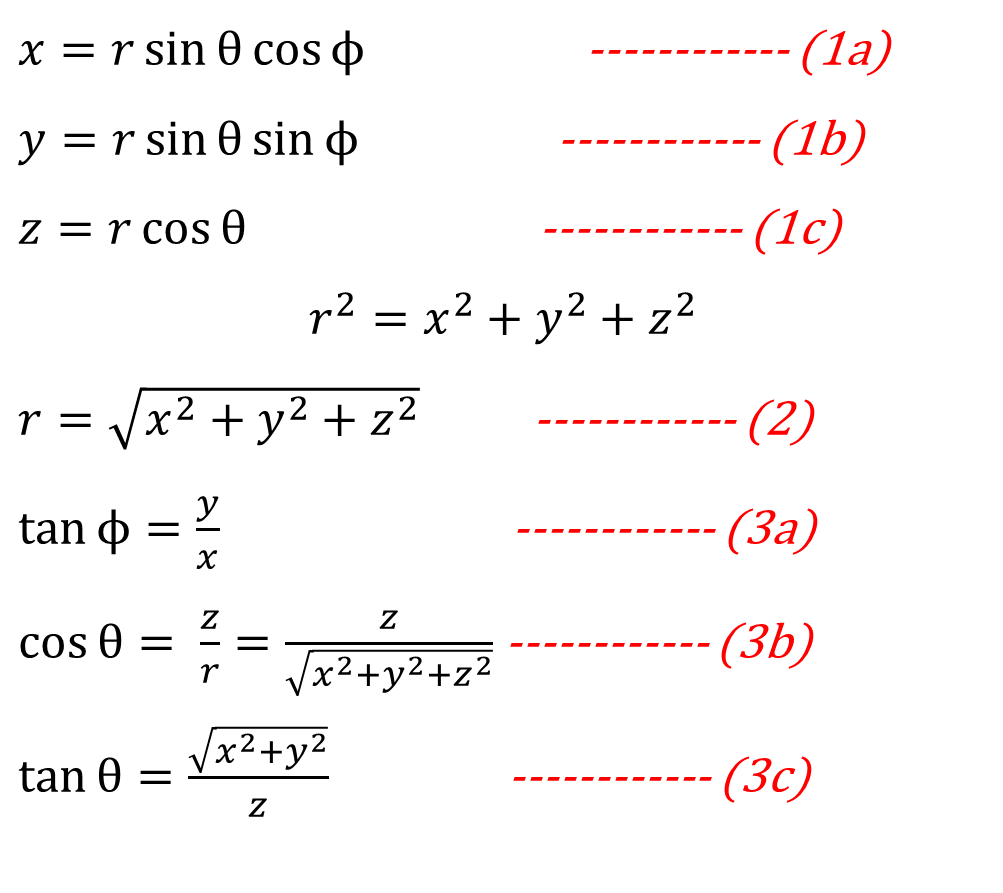 x = r sin θ cos ϕ ------------ (1a)
y = r sin θ sin ϕ ------------ (1b)
z = r cos θ ------------ (1c)
r² = x² + y² + z²
r = √(x² + y² + z²) ------------ (2)
tan ϕ = y/x ------------ (3a)
cos θ = z/r = z/√(x²+y²+z²) ------------ (3b)
tan θ = √(x²+y²)/z ------------ (3c)